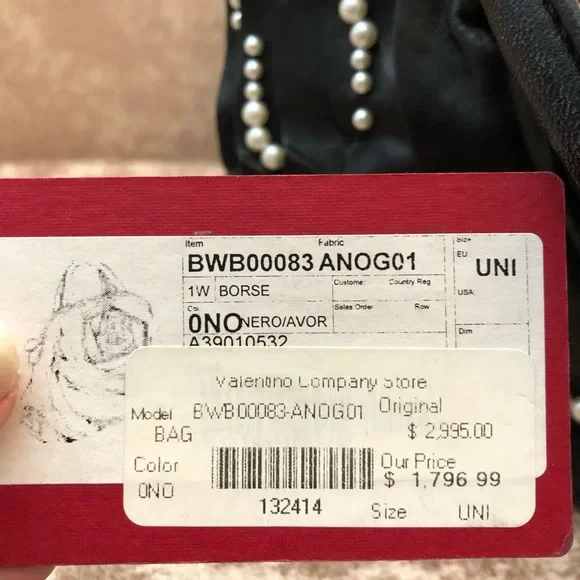 Item Fabric Size
BWB00083 ANOG01
EU: UNI
1W BORSE Custome: Country Reg
USA:
Sales Order Row
0NO NERO/AVOR
Dim
A39010532
Valentino Company Store
Model BWB00083-ANOG01 Original
BAG $ 2,995.00
Color Our Price
0NO $ 1,796 99
132414 Size UNI